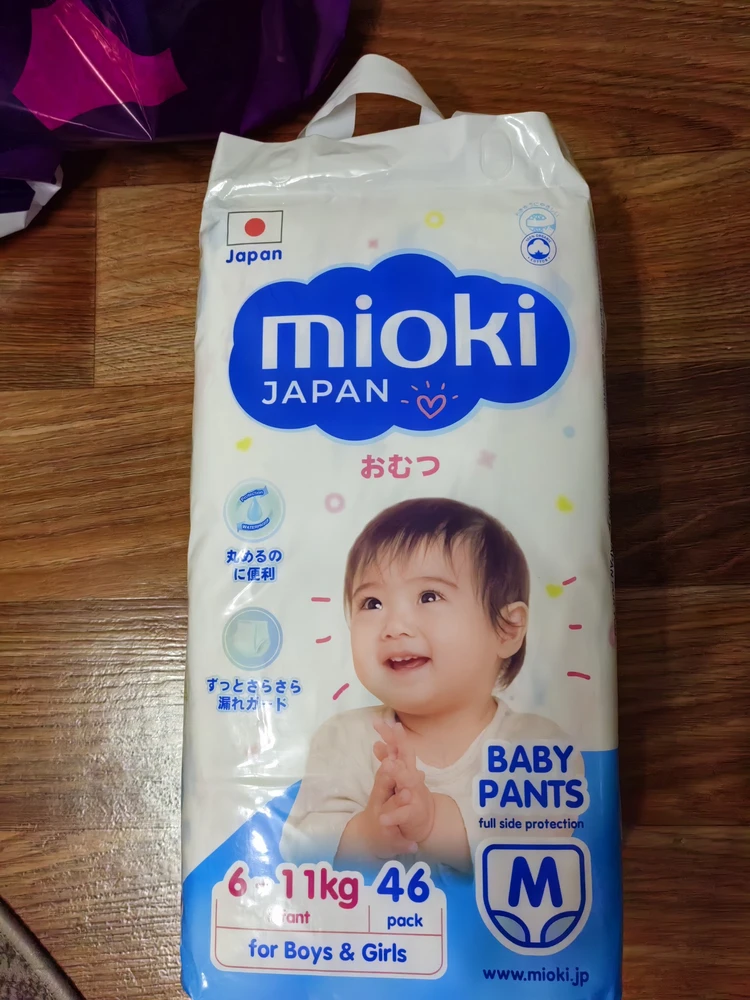 Japan
mioki
JAPAN
おむつ
丸めるの
に便利
ずっとさらさら
漏れガード
BABY
PANTS
full side protection
M
6-11kg
infant
46
pack
for Boys & Girls
www.mioki.jp